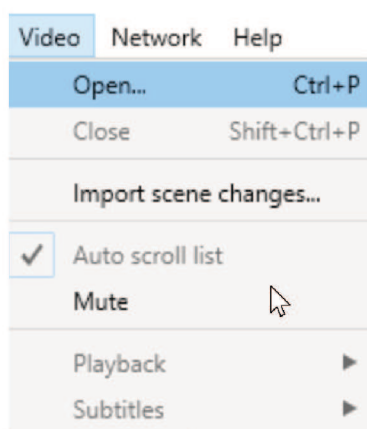 Video Network Help
Open... Ctrl+P
Close Shift+Ctrl+P
Import scene changes...
Auto scroll list
Mute
Playback
Subtitles